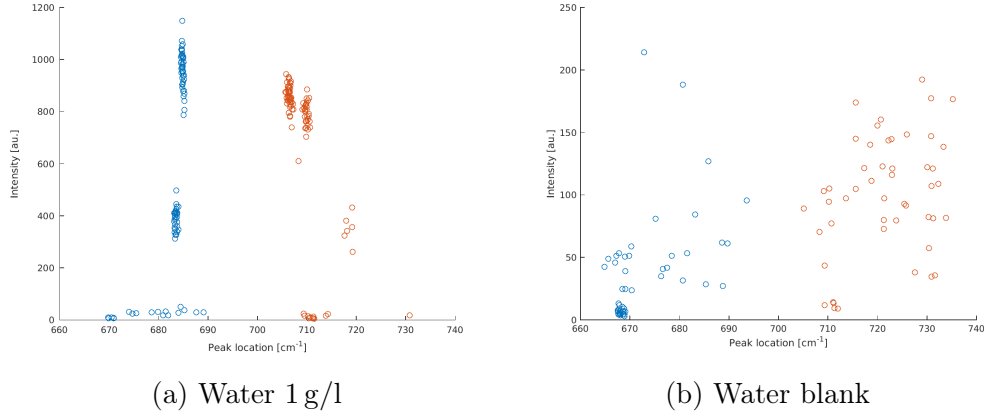 1200
1000
800
600
400
200
0
Intensity [au.]
660 670 680 690 700 710 720 730 740
Peak location [cm-1]
(a) Water 1 g/l
250
200
150
100
50
0
Intensity [au.]
660 670 680 690 700 710 720 730 740
Peak location [cm-1]
(b) Water blank